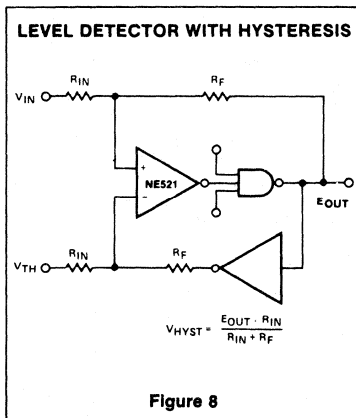 LEVEL DETECTOR WITH HYSTERESIS
RIN
RF
VIN
+
NE521
−
EOUT
VTH
RIN
RF
VHYST = EOUT · RIN / RIN + RF
Figure 8